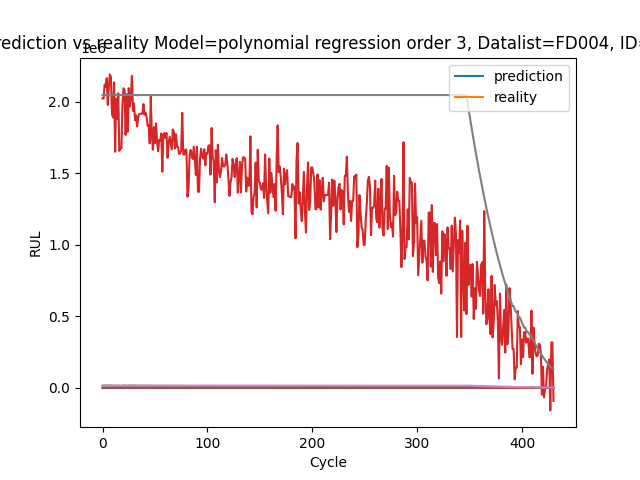 rediction vs reality Model=polynomial regression order 3, Datalist=FD004, ID=
1e6
prediction
reality
2.0
1.5
1.0
0.5
0.0
RUL
0
100
200
300
400
Cycle